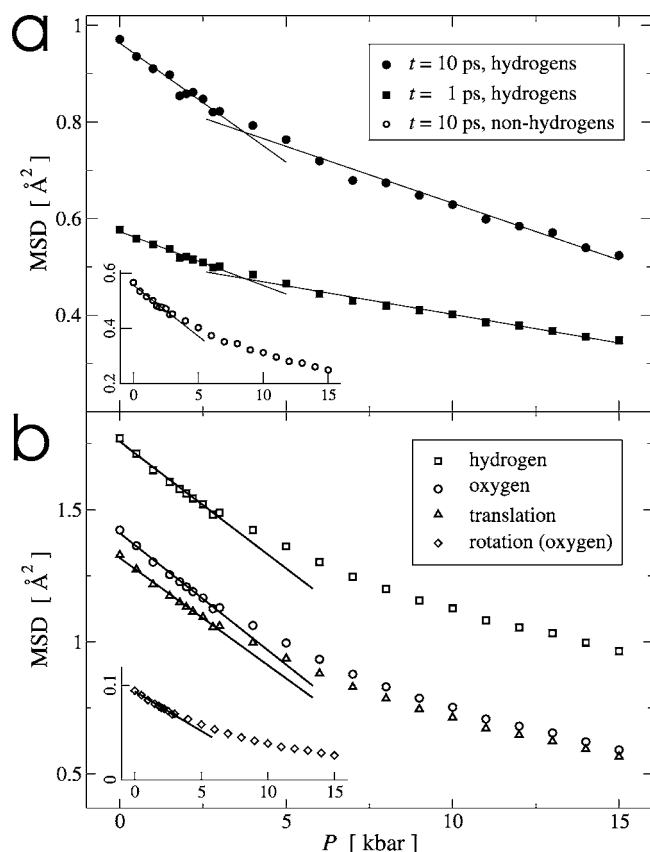 a
1
0.8
0.6
0.4
MSD [ Å² ]
t = 10 ps, hydrogens
t = 1 ps, hydrogens
t = 10 ps, non-hydrogens
0.6
0.4
0.2
0 5 10 15
b
1.5
1
0.5
MSD [ Å² ]
hydrogen
oxygen
translation
rotation (oxygen)
0.1
0
0 5 10 15
0 5 10 15
P [ kbar ]